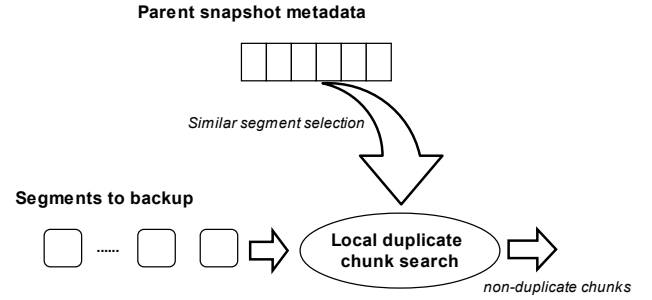 Parent snapshot metadata
Similar segment selection
Segments to backup
......
Local duplicate
chunk search
non-duplicate chunks